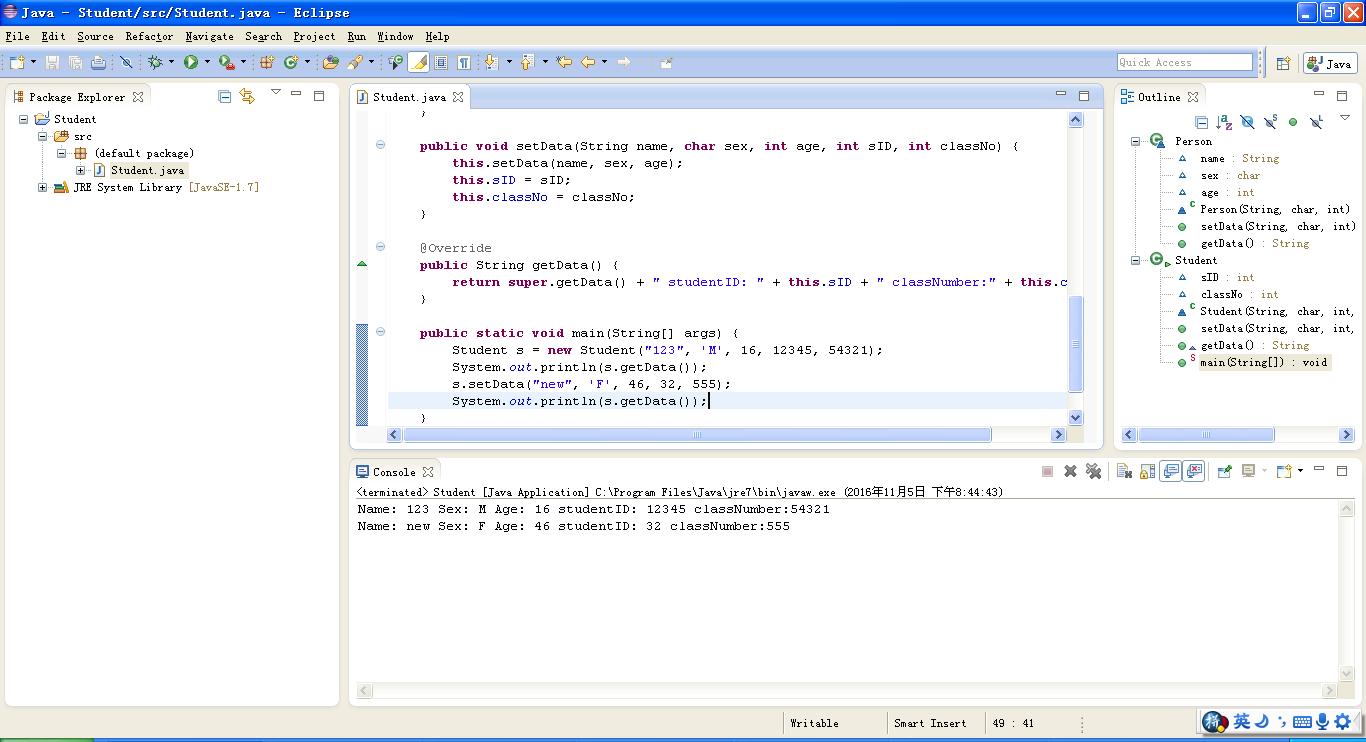 Java - Student/src/Student.java - Eclipse
File Edit Source Refactor Navigate Search Project Run Window Help
Quick Access
Java
Package Explorer
Student
src
(default package)
Student.java
JRE System Library [JavaSE-1.7]
Student.java
}
public void setData(String name, char sex, int age, int sID, int classNo) {
this.setData(name, sex, age);
this.sID = sID;
this.classNo = classNo;
}
@Override
public String getData() {
return super.getData() + " studentID: " + this.sID + " classNumber:" + this.c
}
public static void main(String[] args) {
Student s = new Student("123", 'M', 16, 12345, 54321);
System.out.println(s.getData());
s.setData("new", 'F', 46, 32, 555);
System.out.println(s.getData());
}
Outline
Person
name : String
sex : char
age : int
Person(String, char, int)
setData(String, char, int)
getData() : String
Student
sID : int
classNo : int
Student(String, char, int,
setData(String, char, int,
getData() : String
main(String[]) : void
Console
<terminated> Student [Java Application] C:\Program Files\Java\jre7\bin\javaw.exe (2016年11月5日 下午8:44:43)
Name: 123 Sex: M Age: 16 studentID: 12345 classNumber:54321
Name: new Sex: F Age: 46 studentID: 32 classNumber:555
Writable
Smart Insert
49 : 41
英